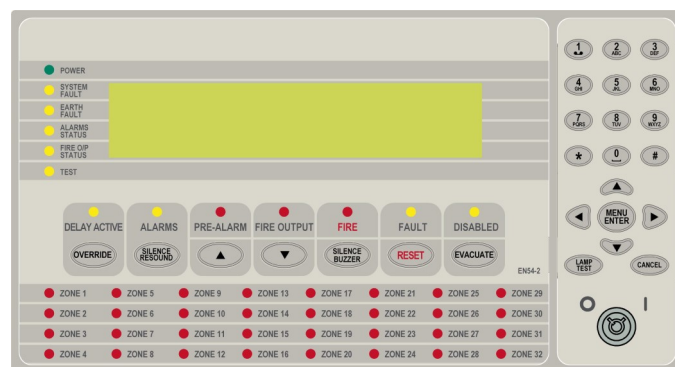 POWER
SYSTEM
FAULT
EARTH
FAULT
ALARMS
STATUS
FIRE O/P
STATUS
TEST
DELAY ACTIVE
ALARMS
PRE-ALARM
FIRE OUTPUT
FIRE
FAULT
DISABLED
OVERRIDE
SILENCE
RESOUND
SILENCE
BUZZER
RESET
EVACUATE
EN54-2
ZONE 1 ZONE 5 ZONE 9 ZONE 13 ZONE 17 ZONE 21 ZONE 25 ZONE 29
ZONE 2 ZONE 6 ZONE 10 ZONE 14 ZONE 18 ZONE 22 ZONE 26 ZONE 30
ZONE 3 ZONE 7 ZONE 11 ZONE 15 ZONE 19 ZONE 23 ZONE 27 ZONE 31
ZONE 4 ZONE 8 ZONE 12 ZONE 16 ZONE 20 ZONE 24 ZONE 28 ZONE 32
1
2
ABC
3
DEF
4
GHI
5
JKL
6
MNO
7
PQRS
8
TUV
9
WXYZ
*
0
#
MENU
ENTER
LAMP
TEST
CANCEL
O I